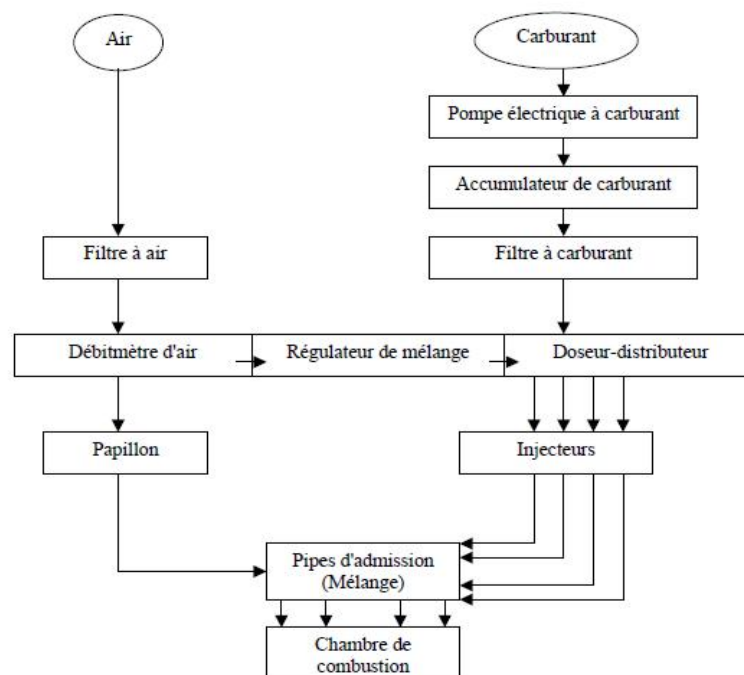 Air
Carburant
Pompe électrique à carburant
Accumulateur de carburant
Filtre à air
Filtre à carburant
Débitmètre d'air
Régulateur de mélange
Doseur-distributeur
Papillon
Injecteurs
Pipes d'admission
(Mélange)
Chambre de
combustion